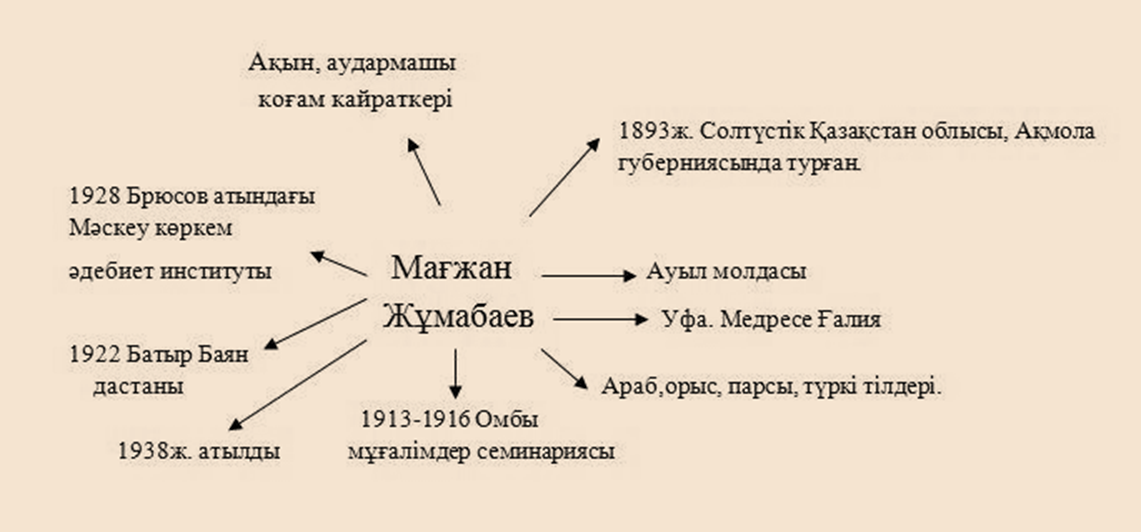 Ақын, аудармашы
коғам кайраткері
1893ж. Солтүстік Қазақстан облысы, Ақмола
губерниясында турған.
1928 Брюсов атындағы
Мәскеу көркем
әдебиет институты
Мағжан
Жұмабаев
Ауыл молдасы
Уфа. Медресе Ғалия
1922 Батыр Баян
дастаны
Араб,орыс, парсы, түркі тілдері.
1938ж. атылды
1913-1916 Омбы
мұғалімдер семинариясы